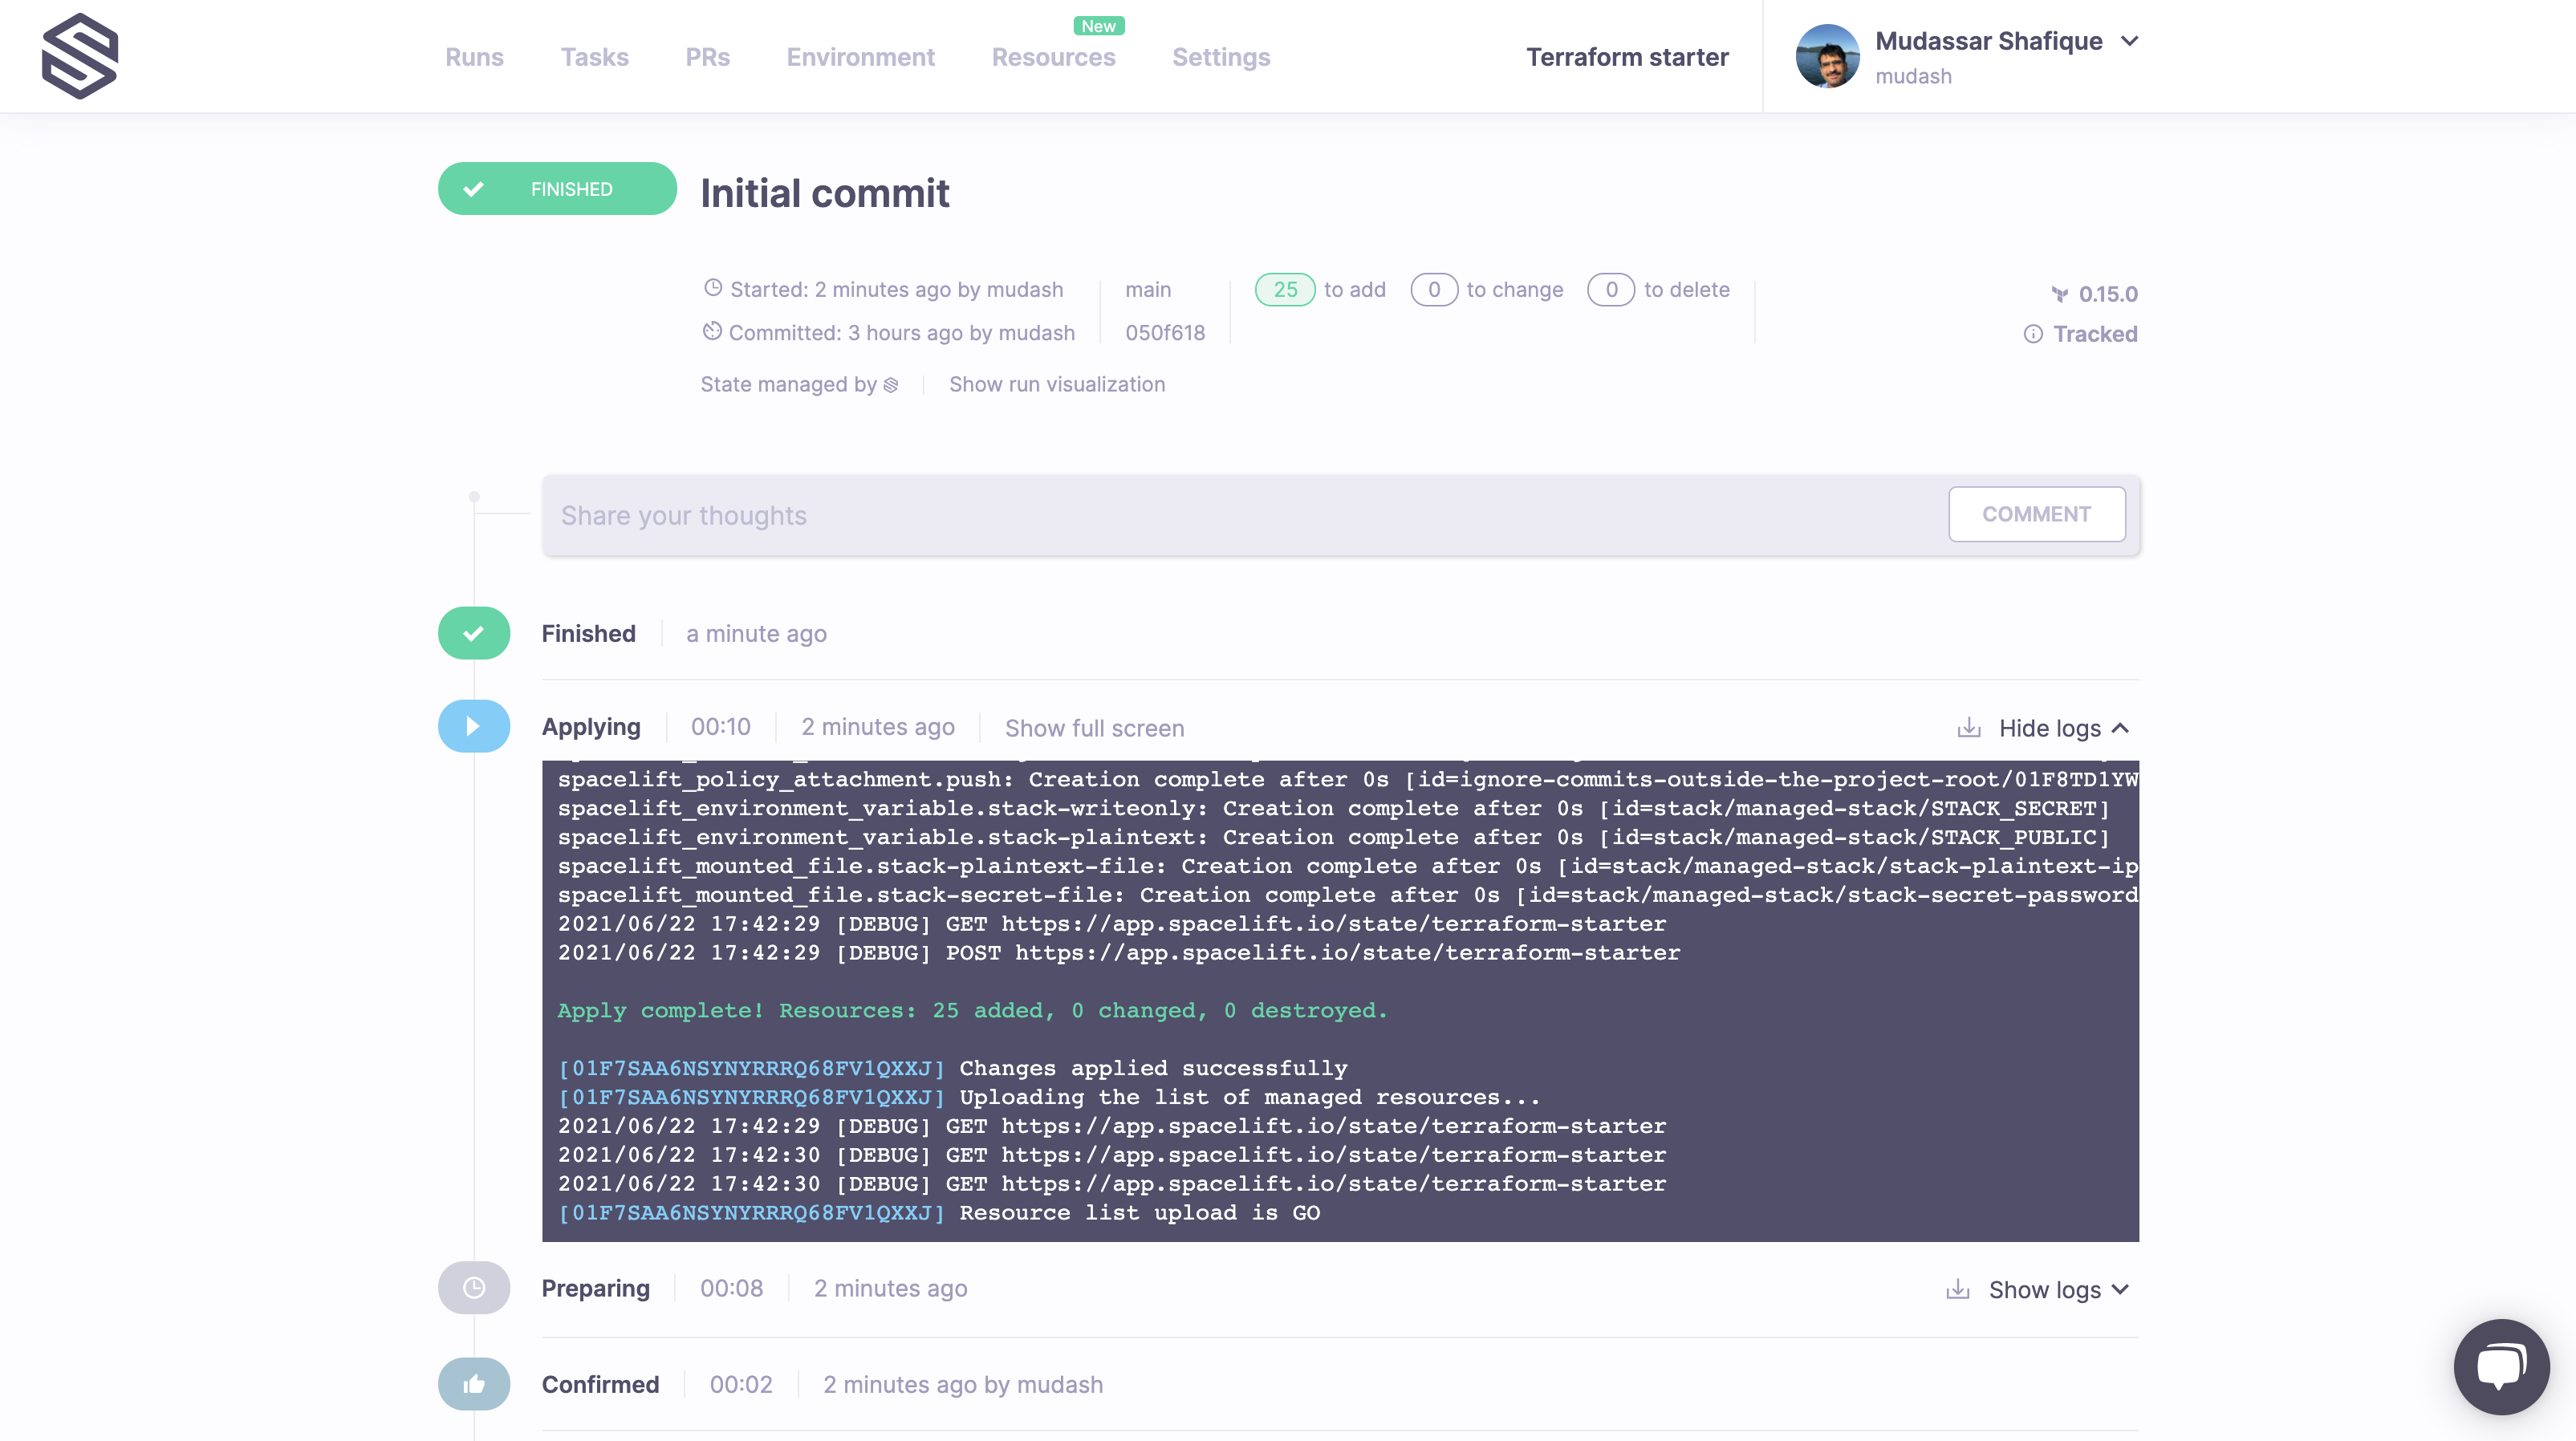 New
Runs Tasks PRs Environment Resources Settings Terraform starter Mudassar Shafique
mudash
FINISHED Initial commit
Started: 2 minutes ago by mudash main 25 to add 0 to change 0 to delete 0.15.0
Committed: 3 hours ago by mudash 050f618 Tracked
State managed by Show run visualization
Share your thoughts COMMENT
Finished a minute ago
Applying 00:10 2 minutes ago Show full screen Hide logs
spacelift_policy_attachment.push: Creation complete after 0s [id=ignore-commits-outside-the-project-root/01F8TD1YW
spacelift_environment_variable.stack-writeonly: Creation complete after 0s [id=stack/managed-stack/STACK_SECRET]
spacelift_environment_variable.stack-plaintext: Creation complete after 0s [id=stack/managed-stack/STACK_PUBLIC]
spacelift_mounted_file.stack-plaintext-file: Creation complete after 0s [id=stack/managed-stack/stack-plaintext-ip
spacelift_mounted_file.stack-secret-file: Creation complete after 0s [id=stack/managed-stack/stack-secret-password
2021/06/22 17:42:29 [DEBUG] GET https://app.spacelift.io/state/terraform-starter
2021/06/22 17:42:29 [DEBUG] POST https://app.spacelift.io/state/terraform-starter
Apply complete! Resources: 25 added, 0 changed, 0 destroyed.
[01F7SAA6NSYNYRRRQ68FV1QXXJ] Changes applied successfully
[01F7SAA6NSYNYRRRQ68FV1QXXJ] Uploading the list of managed resources...
2021/06/22 17:42:29 [DEBUG] GET https://app.spacelift.io/state/terraform-starter
2021/06/22 17:42:30 [DEBUG] GET https://app.spacelift.io/state/terraform-starter
2021/06/22 17:42:30 [DEBUG] GET https://app.spacelift.io/state/terraform-starter
[01F7SAA6NSYNYRRRQ68FV1QXXJ] Resource list upload is GO
Preparing 00:08 2 minutes ago Show logs
Confirmed 00:02 2 minutes ago by mudash